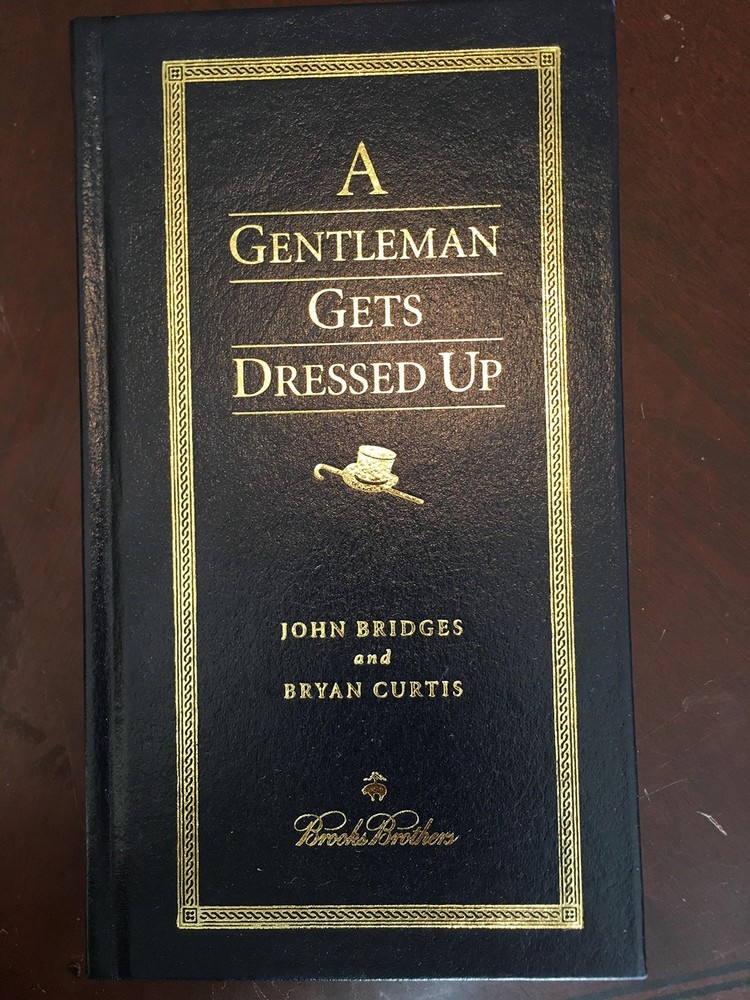 A
GENTLEMAN
GETS
DRESSED UP
JOHN BRIDGES
and
BRYAN CURTIS
Brooks Brothers